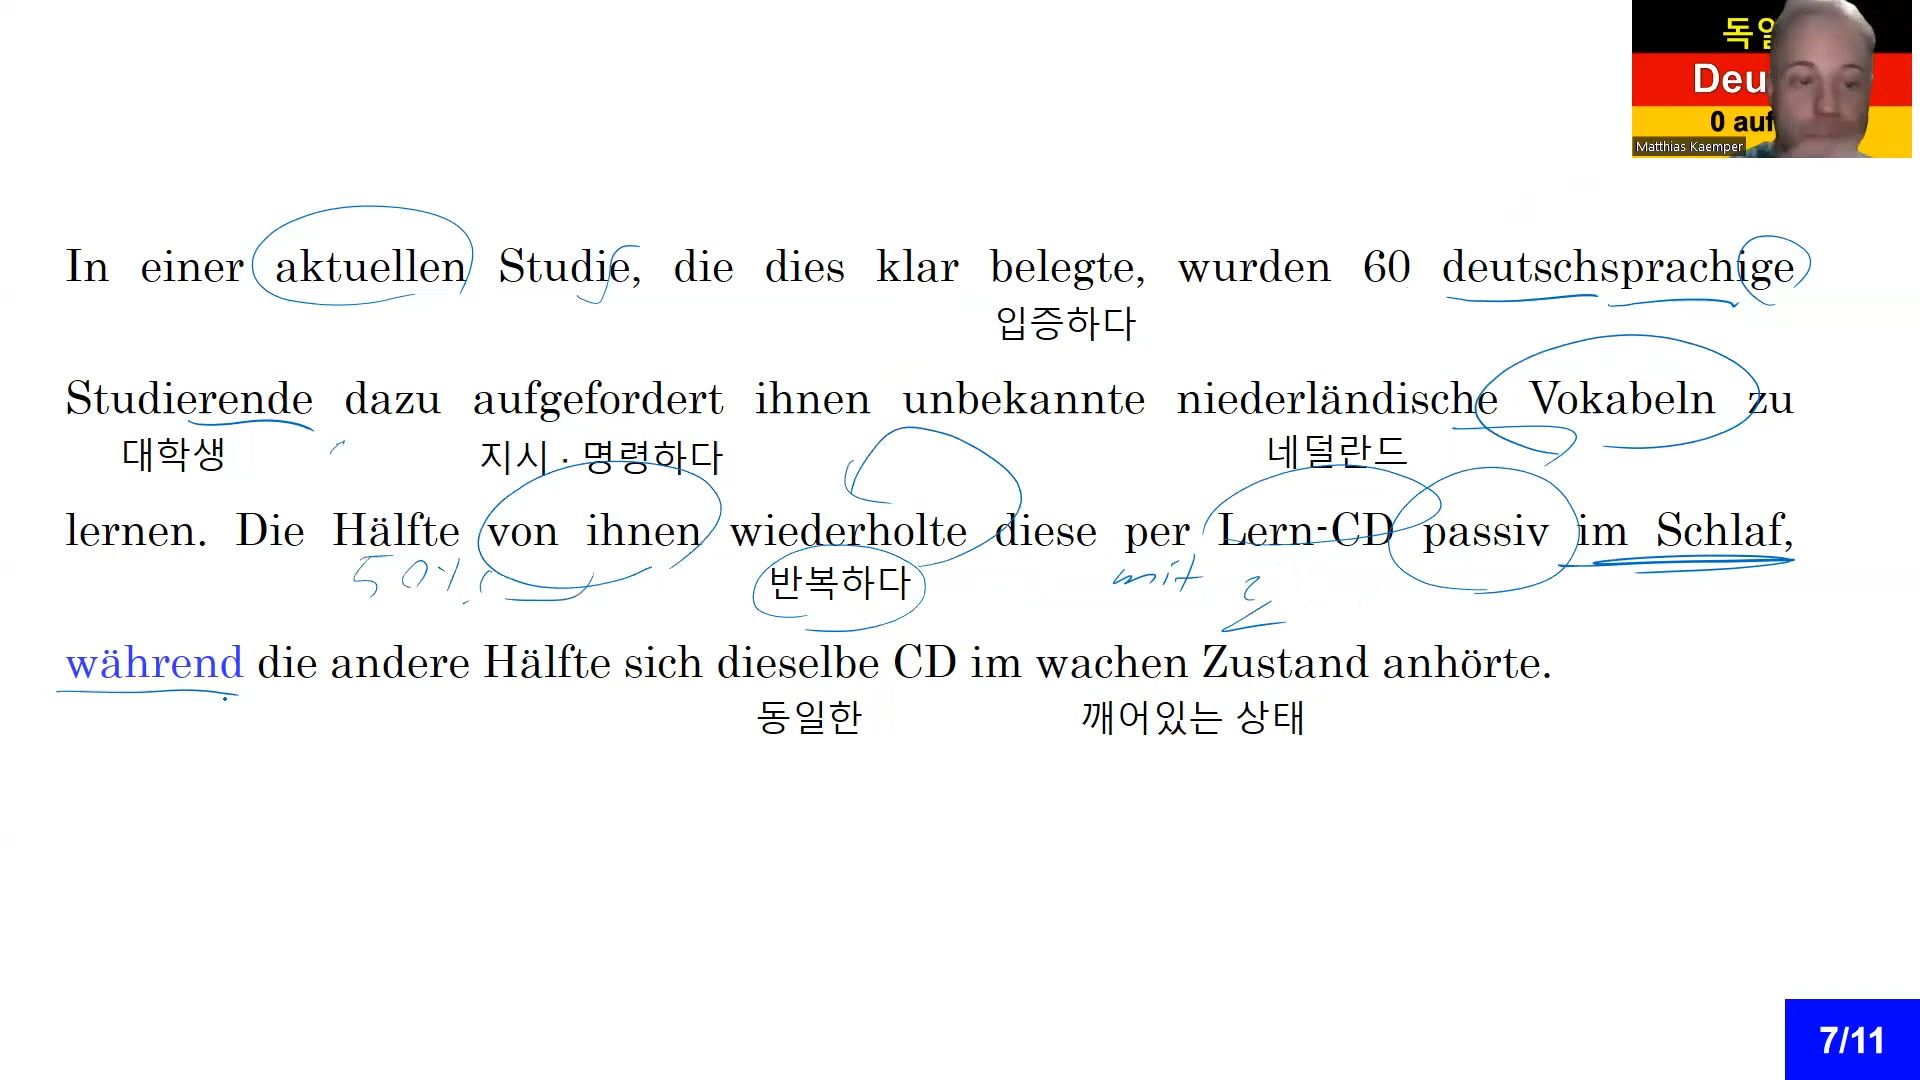 독일
Deu
0 auf
Matthias Kaemper
In einer aktuellen Studie, die dies klar belegte, wurden 60 deutschsprachige
입증하다
Studierende dazu aufgefordert ihnen unbekannte niederländische Vokabeln zu
대학생 지시 · 명령하다 네덜란드
lernen. Die Hälfte von ihnen wiederholte diese per Lern-CD passiv im Schlaf,
50% 반복하다 mit
während die andere Hälfte sich dieselbe CD im wachen Zustand anhörte.
동일한 깨어있는 상태
7/11